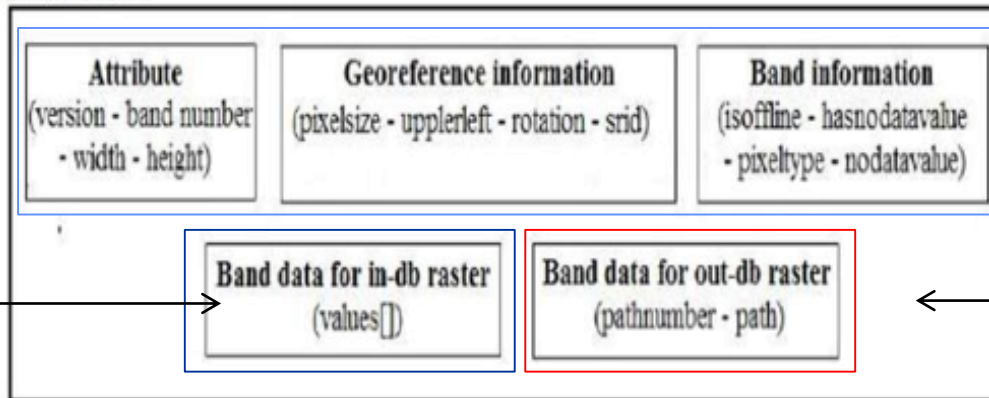 Attribute
(version - band number
- width - height)
Georeference information
(pixelsize - upplerleft - rotation - srid)
Band information
(isoffline - hasnodatavalue
- pixeltype - nodatavalue)
Band data for in-db raster
(values[])
Band data for out-db raster
(pathnumber - path)